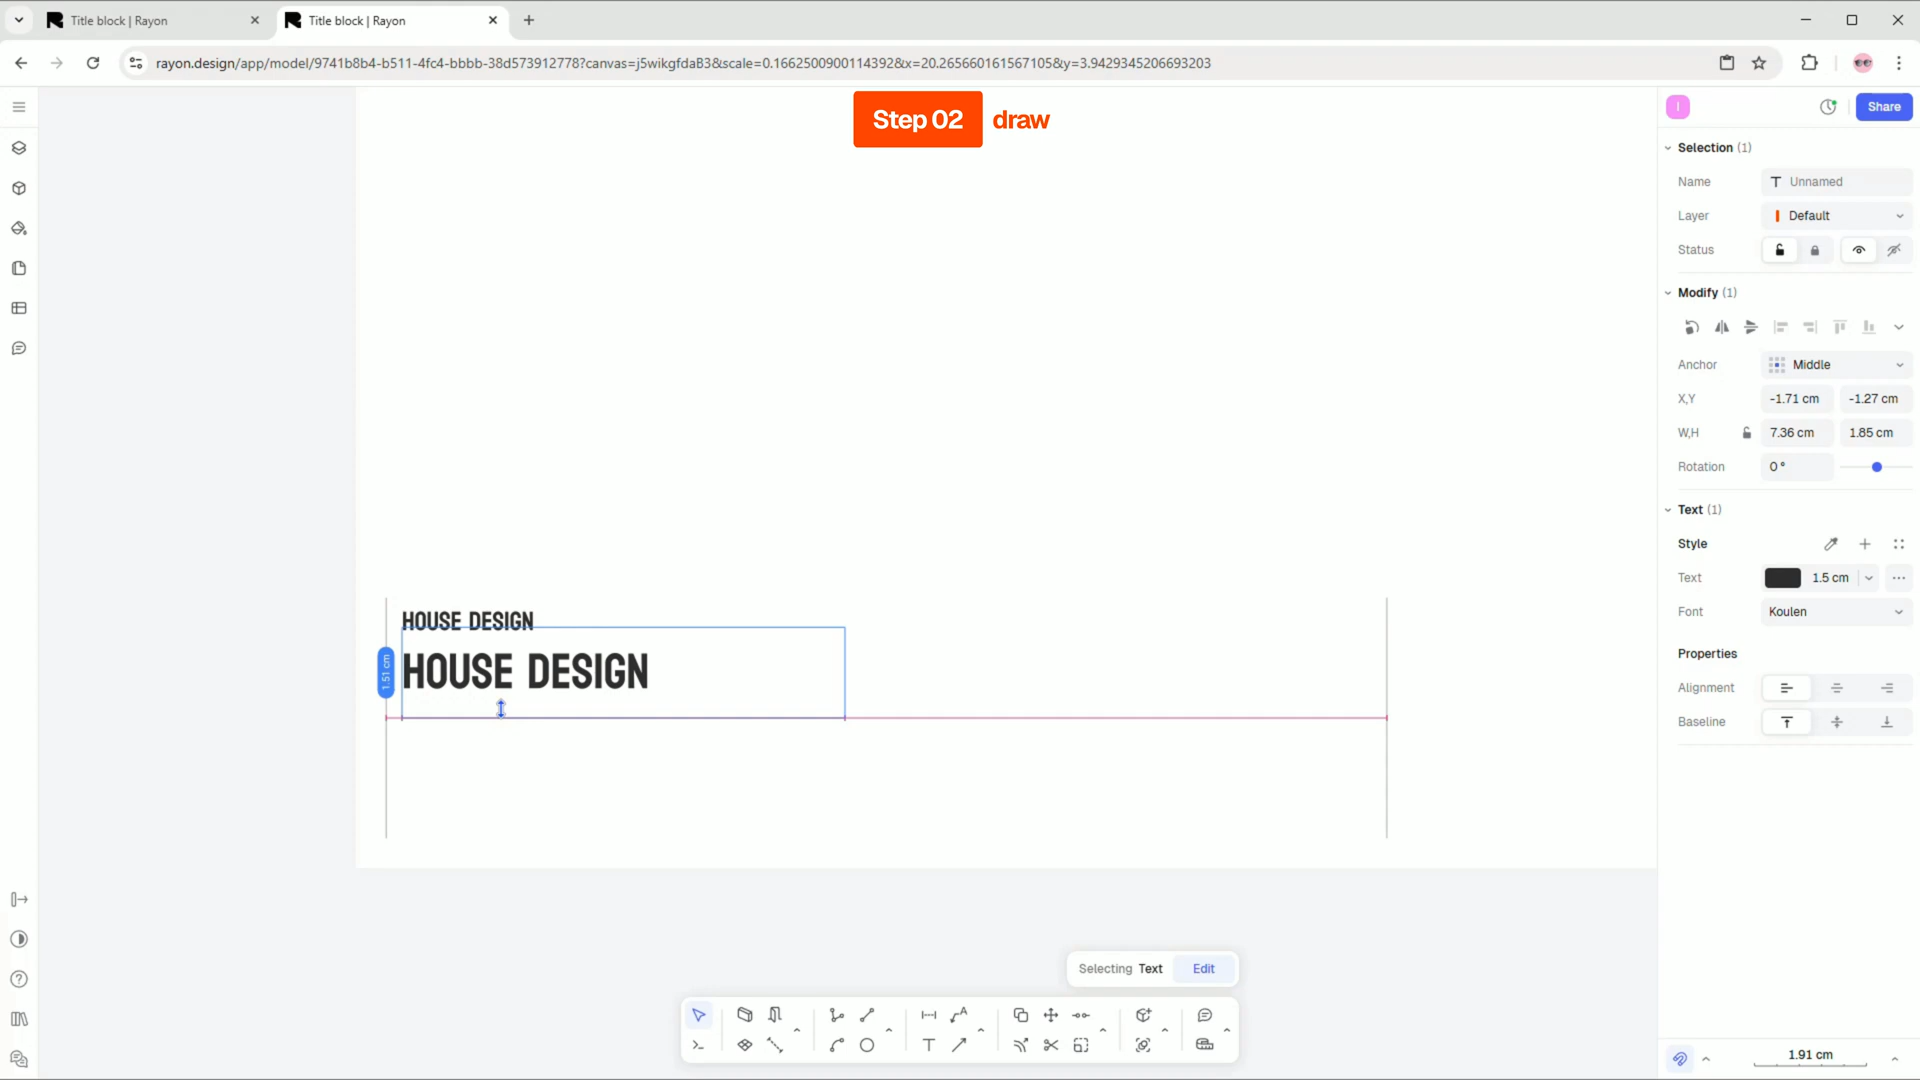 Title block | Rayon
Title block | Rayon
rayon.design/app/model/9741b8b4-b511-4fc4-bbbb-38d573912778?canvas=j5wikgfdaB3&scale=0.1662500900114392&x=20.265660161567105&y=3.9429345206693203
Step 02 draw
I
Share
Selection (1)
Name
Unnamed
Layer
Default
Status
Modify (1)
Anchor
Middle
X,Y
-1.71 cm
-1.27 cm
W,H
7.36 cm
1.85 cm
Rotation
0 °
Text (1)
Style
Text
1.5 cm
Font
Koulen
Properties
Alignment
Baseline
HOUSE DESIGN
HOUSE DESIGN
1.51 cm
Selecting Text
Edit
1.91 cm